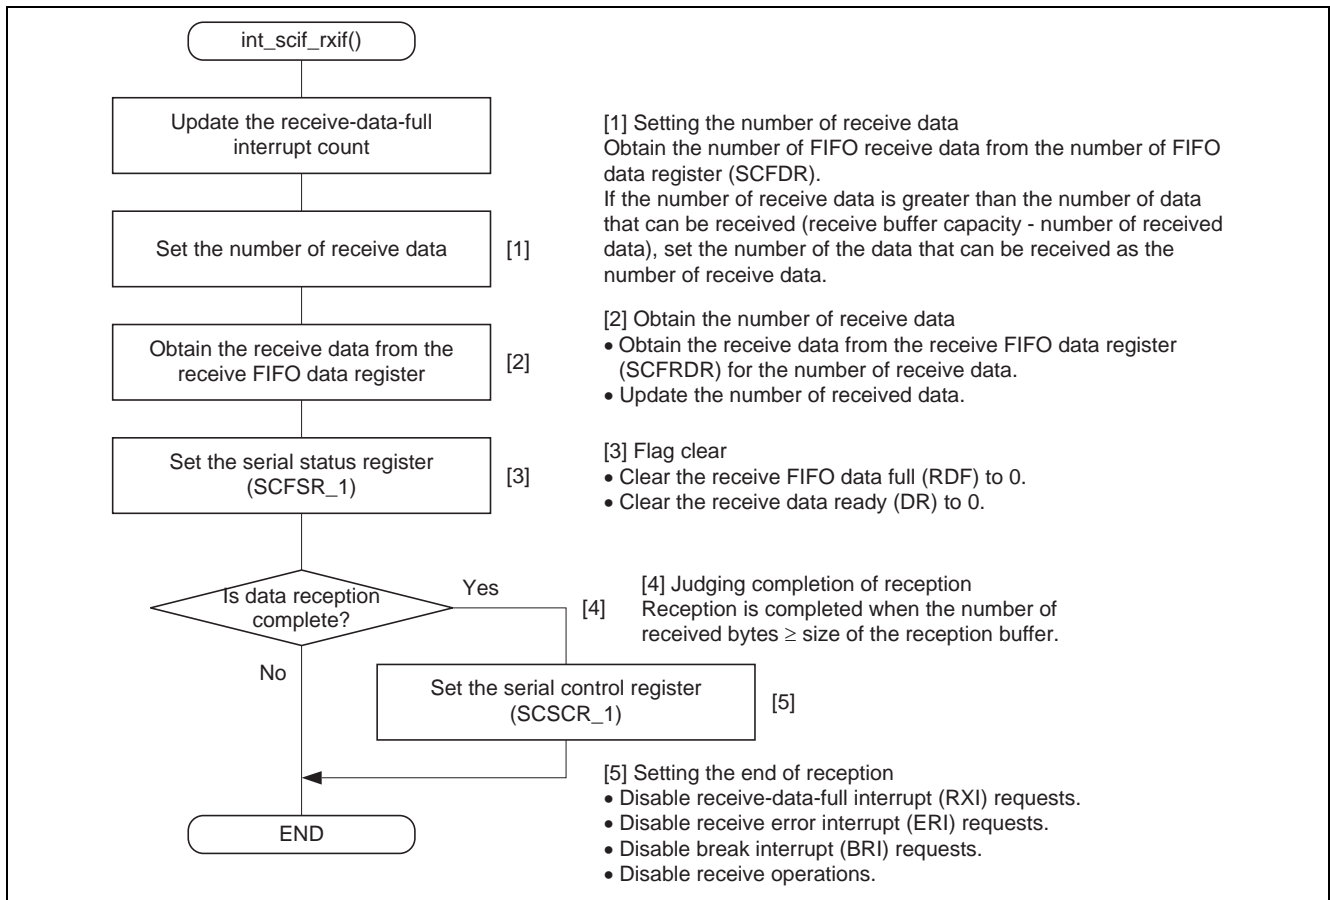 int_scif_rxif()
Update the receive-data-full
interrupt count
Set the number of receive data
[1]
[1] Setting the number of receive data
Obtain the number of FIFO receive data from the number of FIFO
data register (SCFDR).
If the number of receive data is greater than the number of data
that can be received (receive buffer capacity - number of received
data), set the number of the data that can be received as the
number of receive data.
Obtain the receive data from the
receive FIFO data register
[2]
[2] Obtain the number of receive data
• Obtain the receive data from the receive FIFO data register
(SCFRDR) for the number of receive data.
• Update the number of received data.
Set the serial status register
(SCFSR_1)
[3]
[3] Flag clear
• Clear the receive FIFO data full (RDF) to 0.
• Clear the receive data ready (DR) to 0.
Is data reception
complete?
Yes
No
[4]
[4] Judging completion of reception
Reception is completed when the number of
received bytes ≥ size of the reception buffer.
Set the serial control register
(SCSCR_1)
[5]
[5] Setting the end of reception
• Disable receive-data-full interrupt (RXI) requests.
• Disable receive error interrupt (ERI) requests.
• Disable break interrupt (BRI) requests.
• Disable receive operations.
END